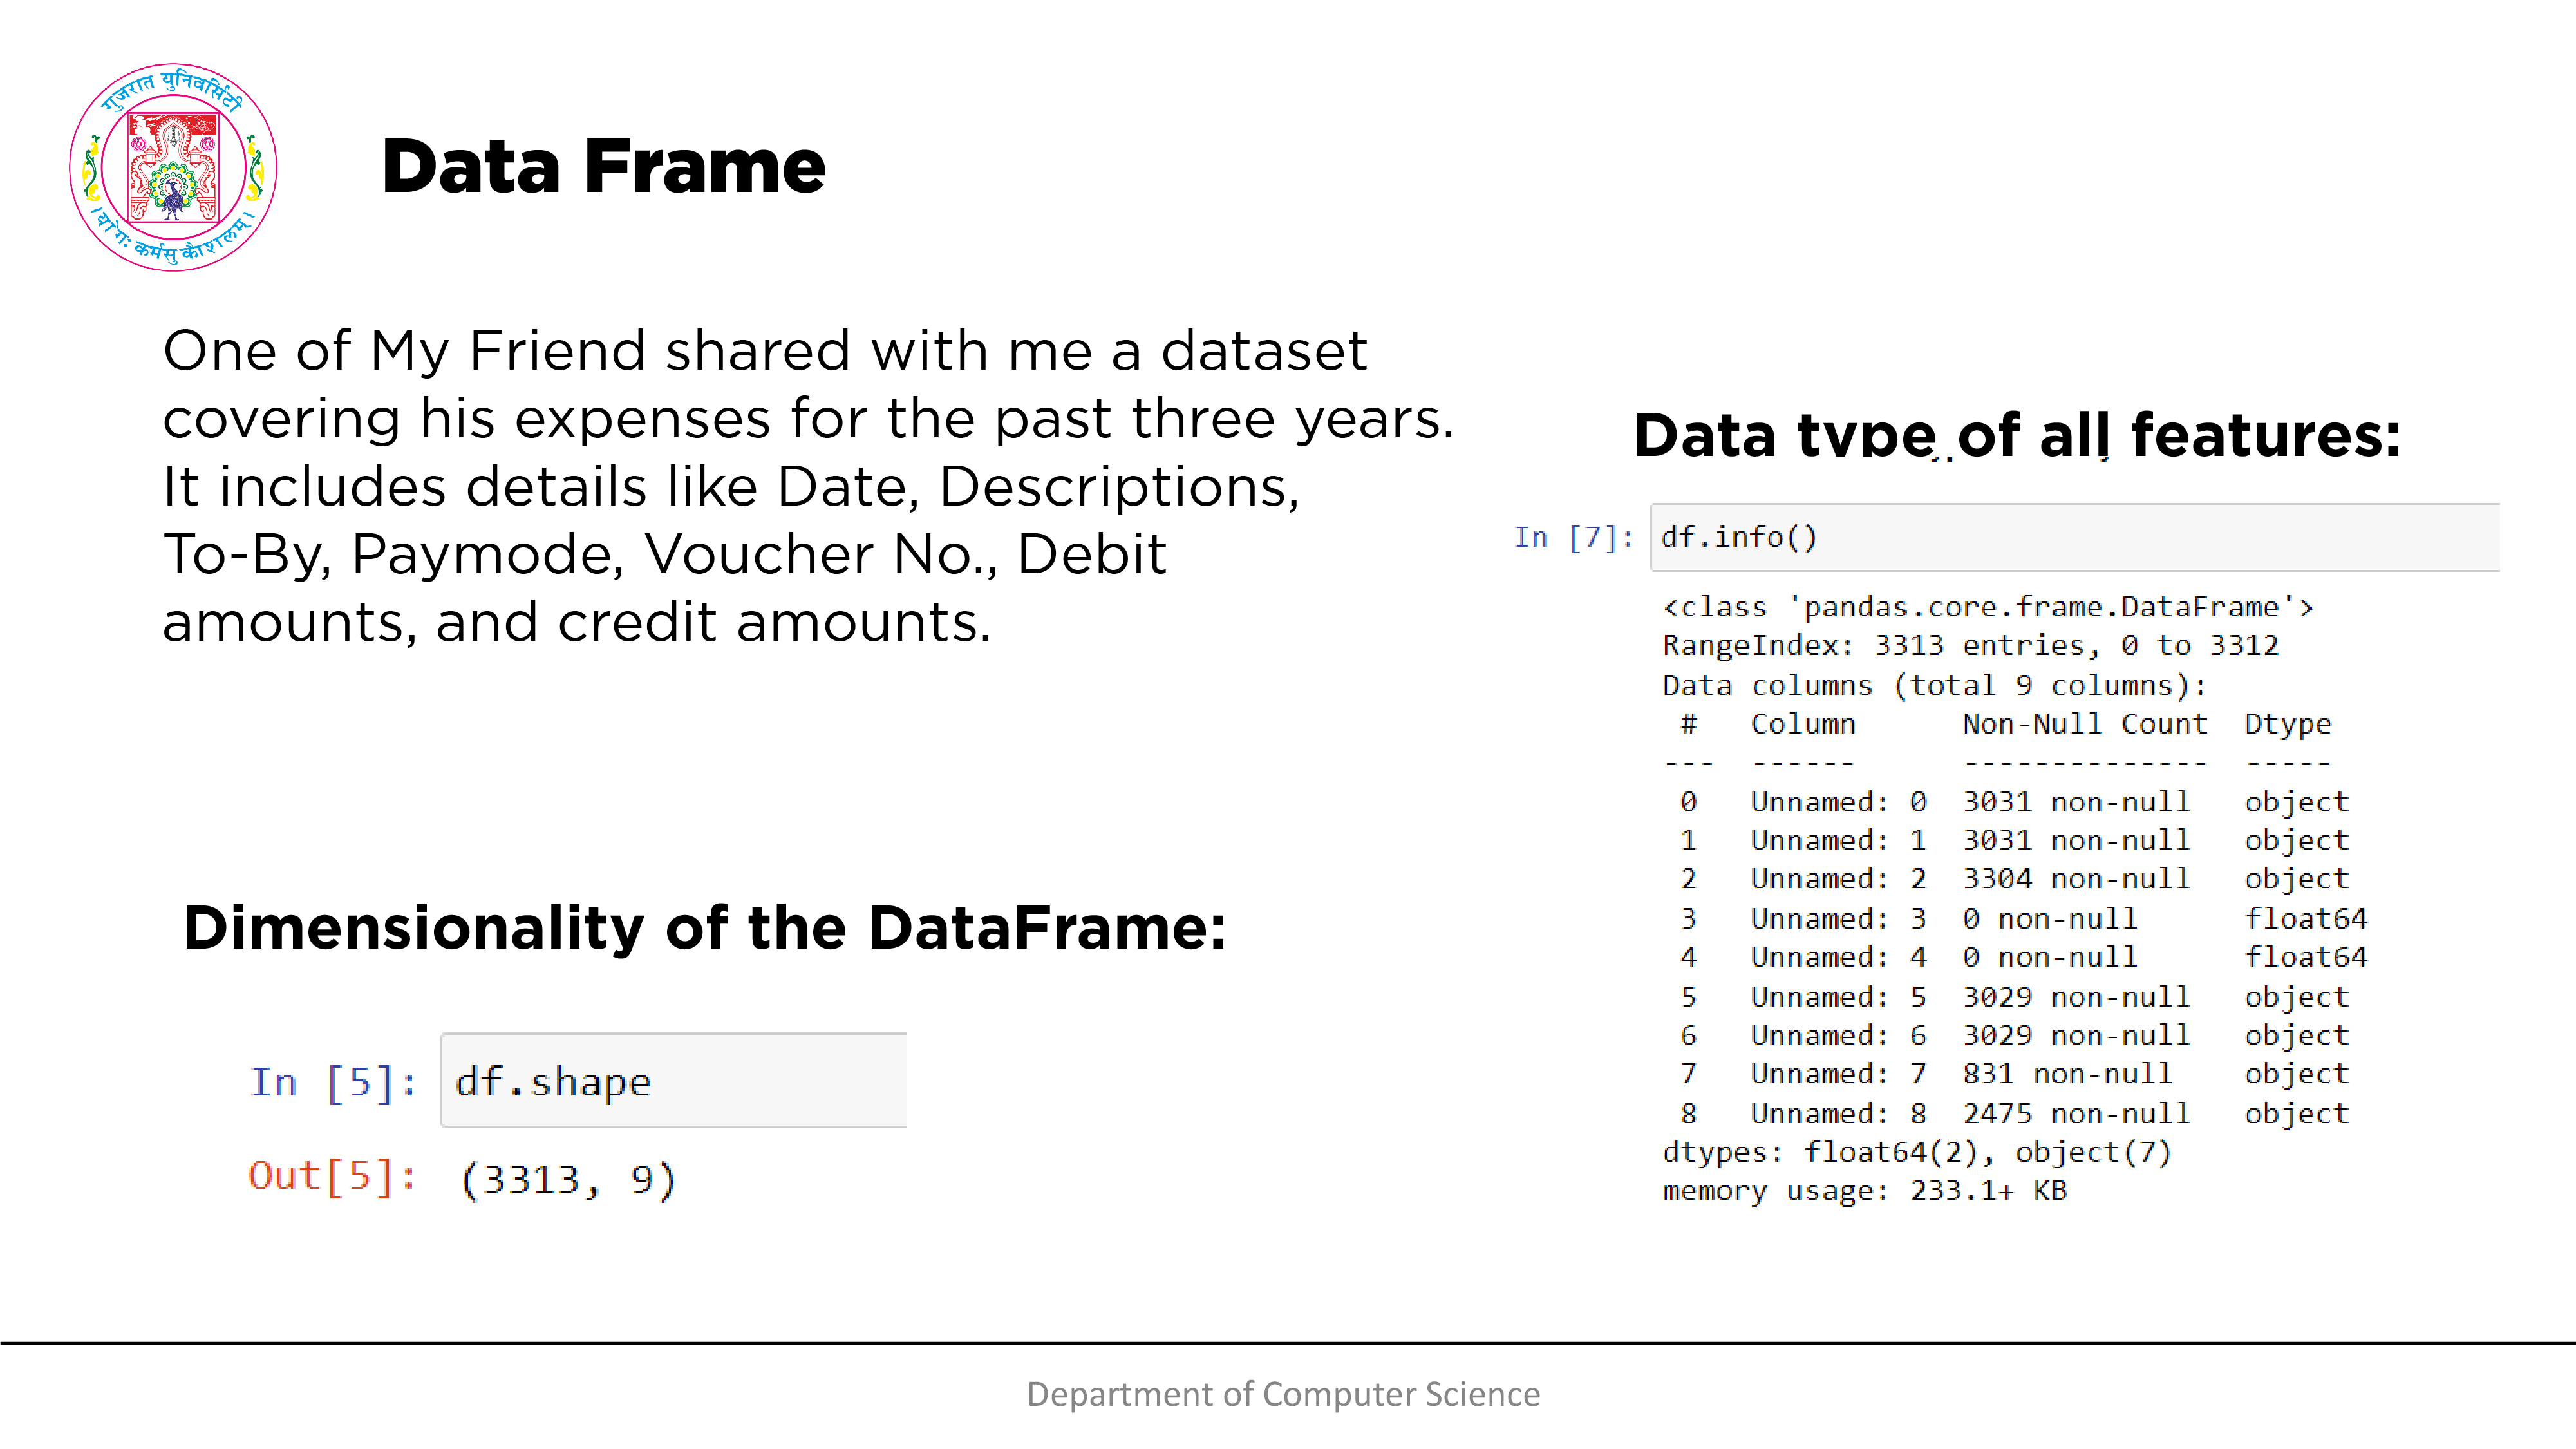 गुजरात युनिवर्सिटी
। योगः कर्मसु कौशलम् ।
Data Frame
One of My Friend shared with me a dataset
covering his expenses for the past three years.
It includes details like Date, Descriptions,
To-By, Paymode, Voucher No., Debit
amounts, and credit amounts.
Dimensionality of the DataFrame:
In [5]: df.shape
Out[5]: (3313, 9)
Data type of all features:
In [7]: df.info()
<class 'pandas.core.frame.DataFrame'>
RangeIndex: 3313 entries, 0 to 3312
Data columns (total 9 columns):
# Column Non-Null Count Dtype
--- ------ -------------- -----
0 Unnamed: 0 3031 non-null object
1 Unnamed: 1 3031 non-null object
2 Unnamed: 2 3304 non-null object
3 Unnamed: 3 0 non-null float64
4 Unnamed: 4 0 non-null float64
5 Unnamed: 5 3029 non-null object
6 Unnamed: 6 3029 non-null object
7 Unnamed: 7 831 non-null object
8 Unnamed: 8 2475 non-null object
dtypes: float64(2), object(7)
memory usage: 233.1+ KB
Department of Computer Science